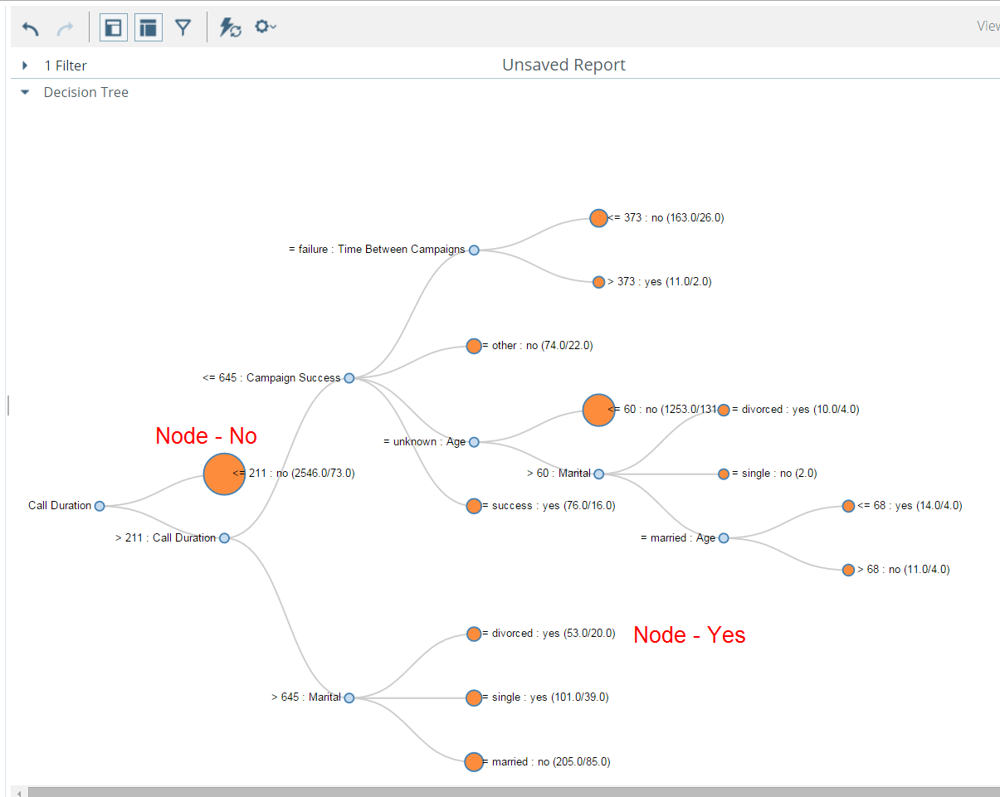 View
1 Filter
Unsaved Report
Decision Tree
<= 373 : no (163.0/26.0)
= failure : Time Between Campaigns
> 373 : yes (11.0/2.0)
= other : no (74.0/22.0)
<= 645 : Campaign Success
<= 60 : no (1253.0/131
= divorced : yes (10.0/4.0)
Node - No
= unknown : Age
<= 211 : no (2546.0/73.0)
> 60 : Marital
= single : no (2.0)
Call Duration
= success : yes (76.0/16.0)
<= 68 : yes (14.0/4.0)
> 211 : Call Duration
= married : Age
> 68 : no (11.0/4.0)
= divorced : yes (53.0/20.0)
Node - Yes
> 645 : Marital
= single : yes (101.0/39.0)
= married : no (205.0/85.0)